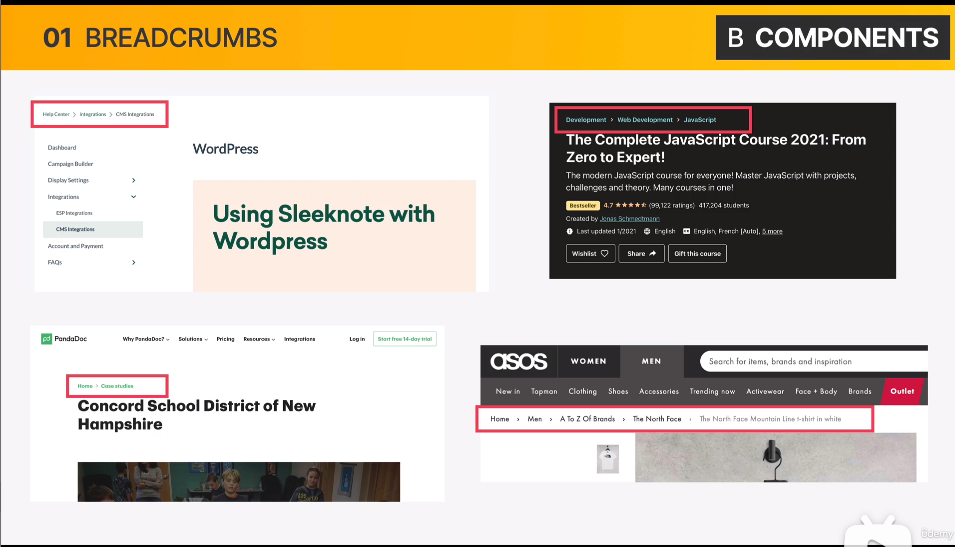 01 BREADCRUMBS
B COMPONENTS
Help Center > Integrations > CMS Integrations
Dashboard
Campaign Builder
Display Settings
Integrations
ESP Integrations
CMS Integrations
Account and Payment
FAQs
WordPress
Using Sleeknote with
Wordpress
Development > Web Development > JavaScript
The Complete JavaScript Course 2021: From
Zero to Expert!
The modern JavaScript course for everyone! Master JavaScript with projects,
challenges and theory. Many courses in one!
Bestseller 4.7 ★★★★★ (99,122 ratings) 417,204 students
Created by Jonas Schmedtmann
Last updated 1/2021 English English, French [Auto], 5 more
Wishlist Share Gift this course
PandaDoc Why PandaDoc? Solutions Pricing Resources Integrations Log in Start free 14-day trial
Home > Case studies
Concord School District of New
Hampshire
asos WOMEN MEN Search for items, brands and inspiration
New in Topman Clothing Shoes Accessories Trending now Activewear Face + Body Brands Outlet
Home > Men > A To Z Of Brands > The North Face > The North Face Mountain Line t-shirt in white
ûdemy